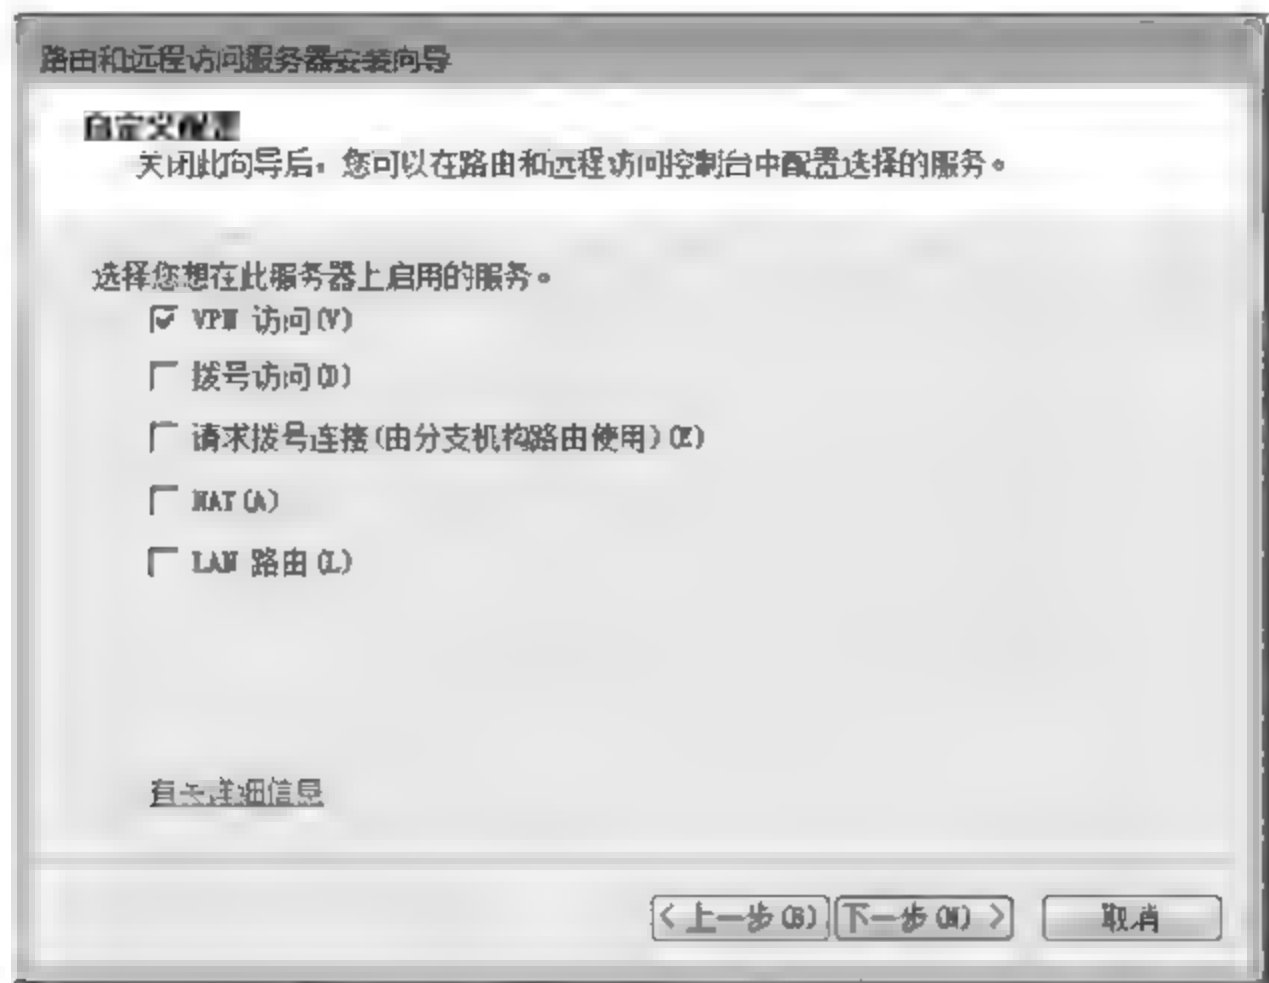 路由和远程访问服务器安装向导
自定义配置
关闭此向导后，您可以在路由和远程访问控制台中配置选择的服务。
选择您想在此服务器上启用的服务。
VPN 访问(V)
拨号访问(D)
请求拨号连接(由分支机构路由使用)(E)
NAT(A)
LAN 路由(L)
有关详细信息
< 上一步(B) 下一步(N) > 取消